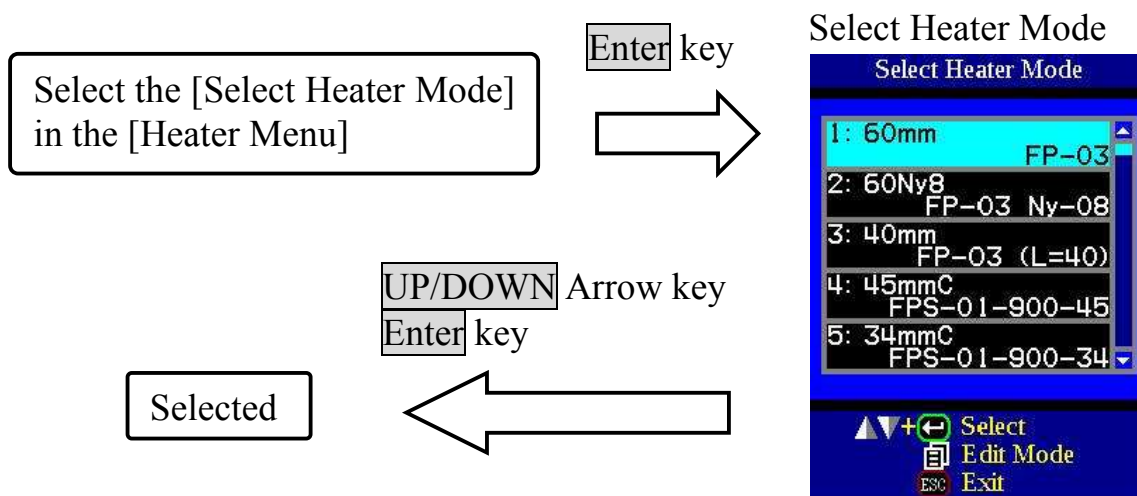 Select the [Select Heater Mode]
in the [Heater Menu]
Enter key
Select Heater Mode
Select Heater Mode
1: 60mm
FP-03
2: 60Ny8
FP-03 Ny-08
3: 40mm
FP-03 (L=40)
4: 45mmC
FPS-01-900-45
5: 34mmC
FPS-01-900-34
+ Select
Edit Mode
ESC Exit
UP/DOWN Arrow key
Enter key
Selected